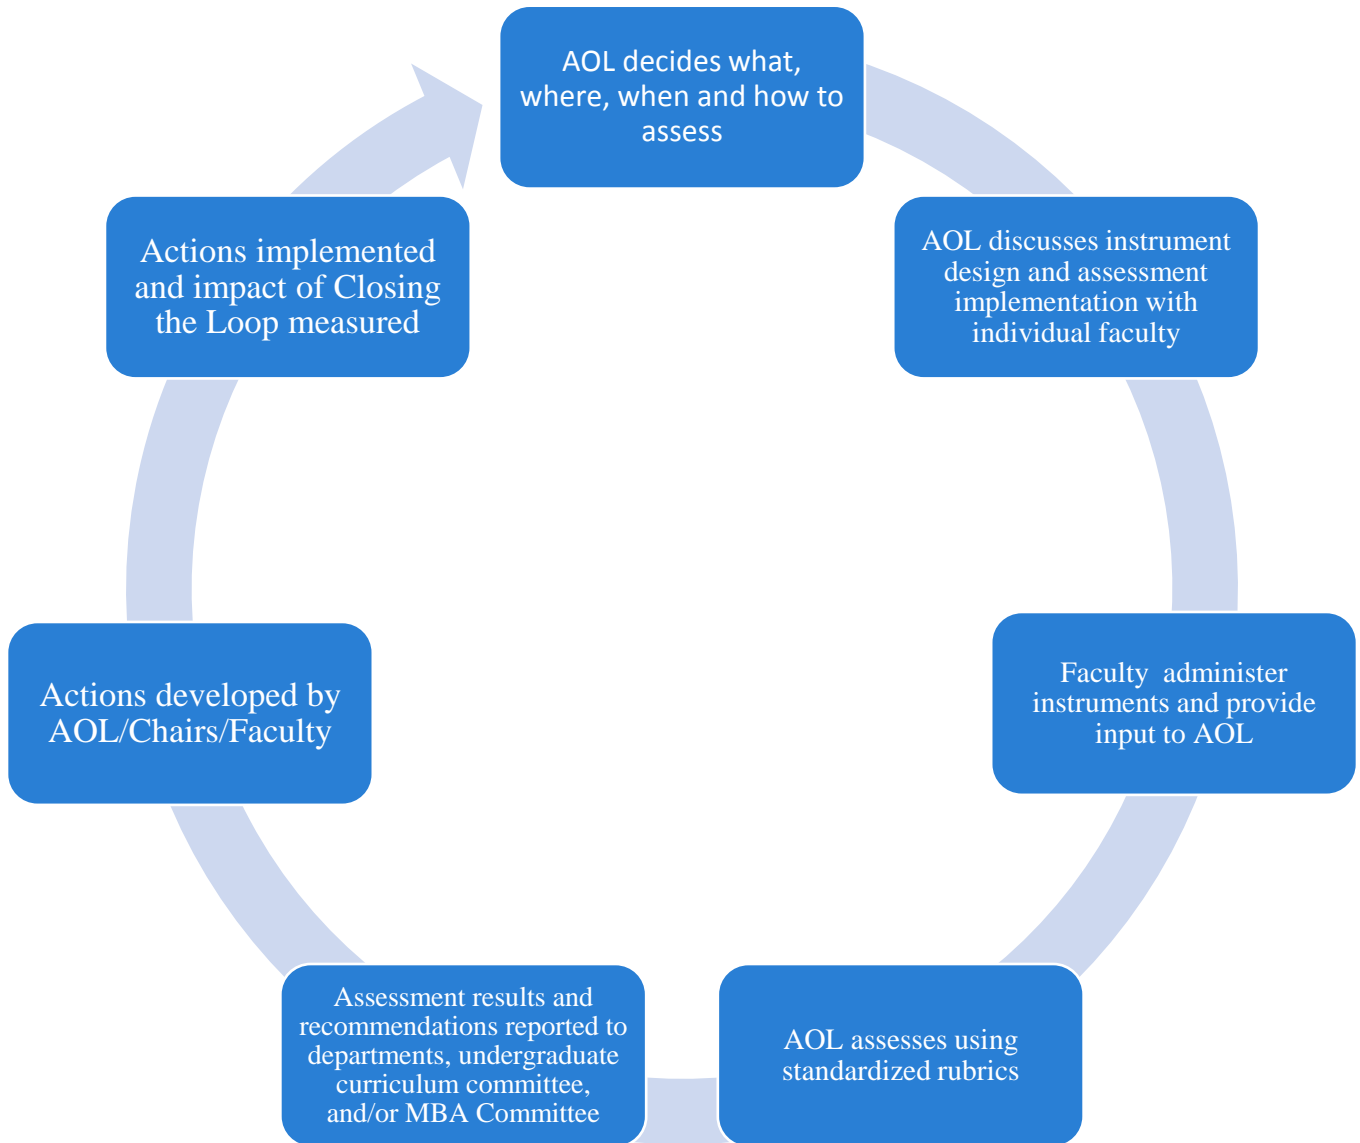 AOL decides what,
where, when and how to
assess
AOL discusses instrument
design and assessment
implementation with
individual faculty
Faculty  administer
instruments and provide
input to AOL
AOL assesses using
standardized rubrics
Assessment results and
recommendations reported to
departments, undergraduate
curriculum committee,
and/or MBA Committee
Actions developed by
AOL/Chairs/Faculty
Actions implemented
and impact of Closing
the Loop measured